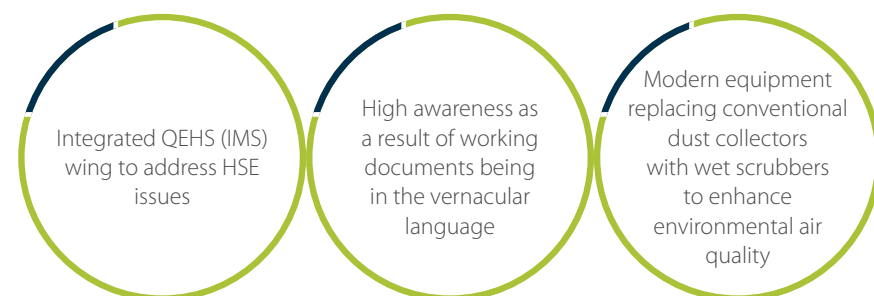 Integrated QEHS (IMS)
wing to address HSE
issues
High awareness as
a result of working
documents being
in the vernacular
language
Modern equipment
replacing conventional
dust collectors
with wet scrubbers
to enhance
environmental air
quality